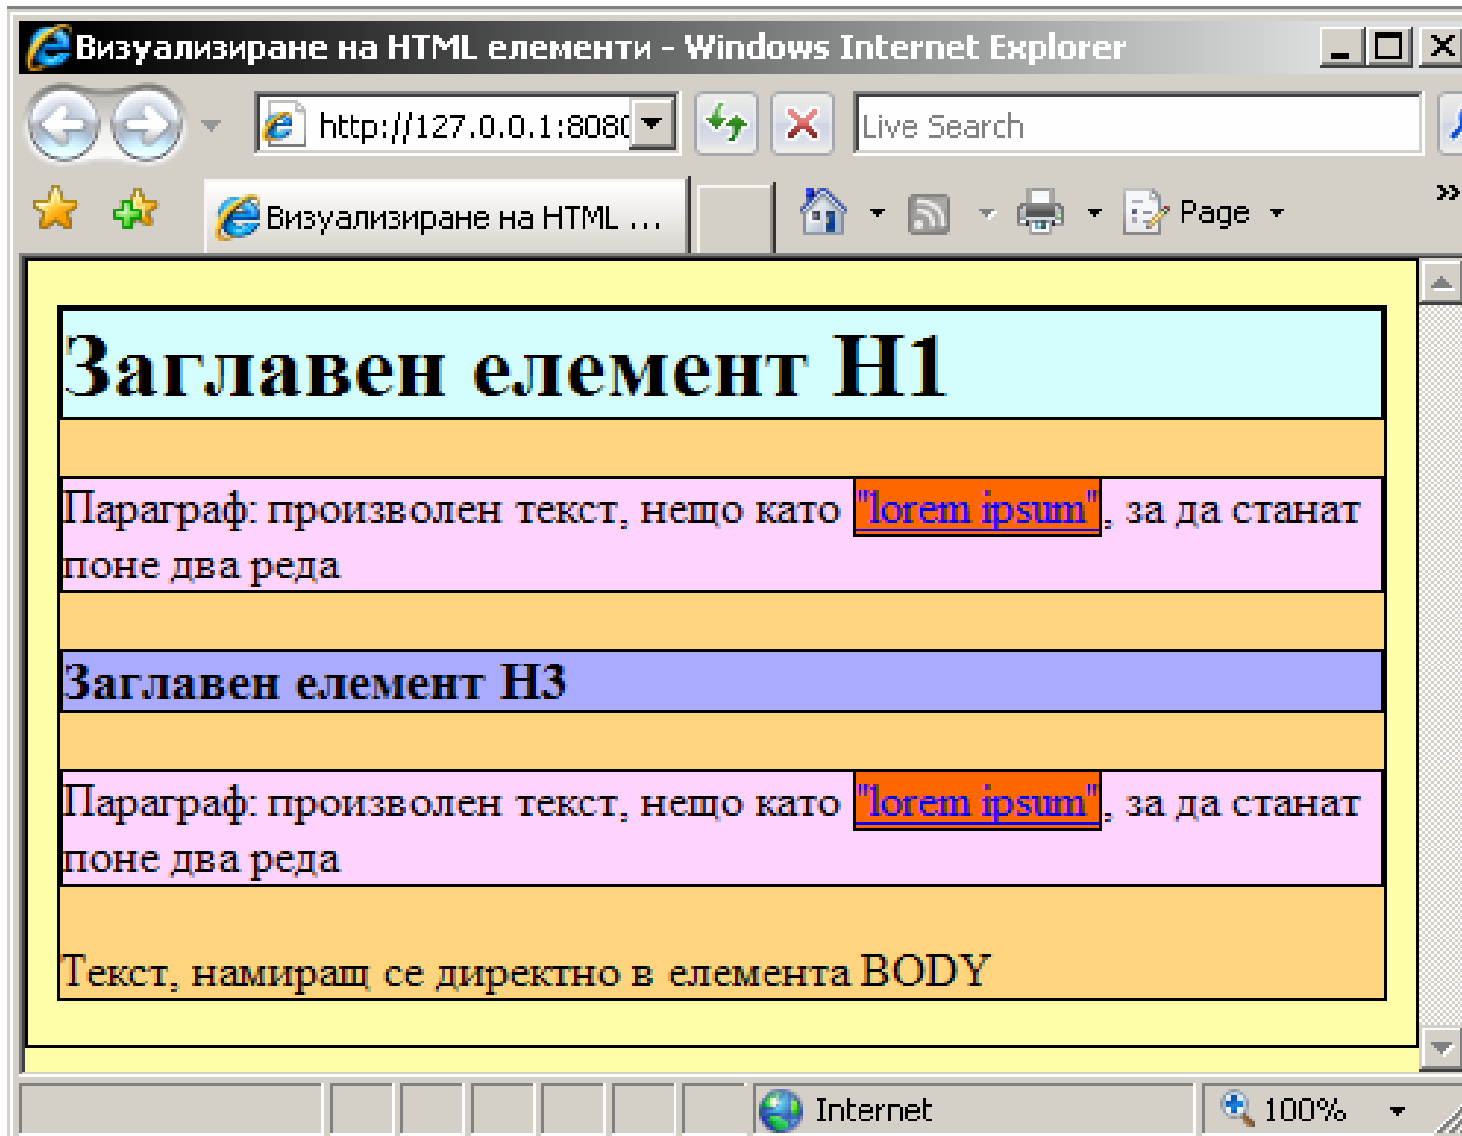 Визуализиране на HTML елементи - Windows Internet Explorer
http://127.0.0.1:808
Live Search
Визуализиране на HTML ...
Page
Заглавен елемент H1
Параграф: произволен текст, нещо като "lorem ipsum", за да станат
поне два реда
Заглавен елемент H3
Параграф: произволен текст, нещо като "lorem ipsum", за да станат
поне два реда
Текст, намиращ се директно в елемента BODY
Internet
100%